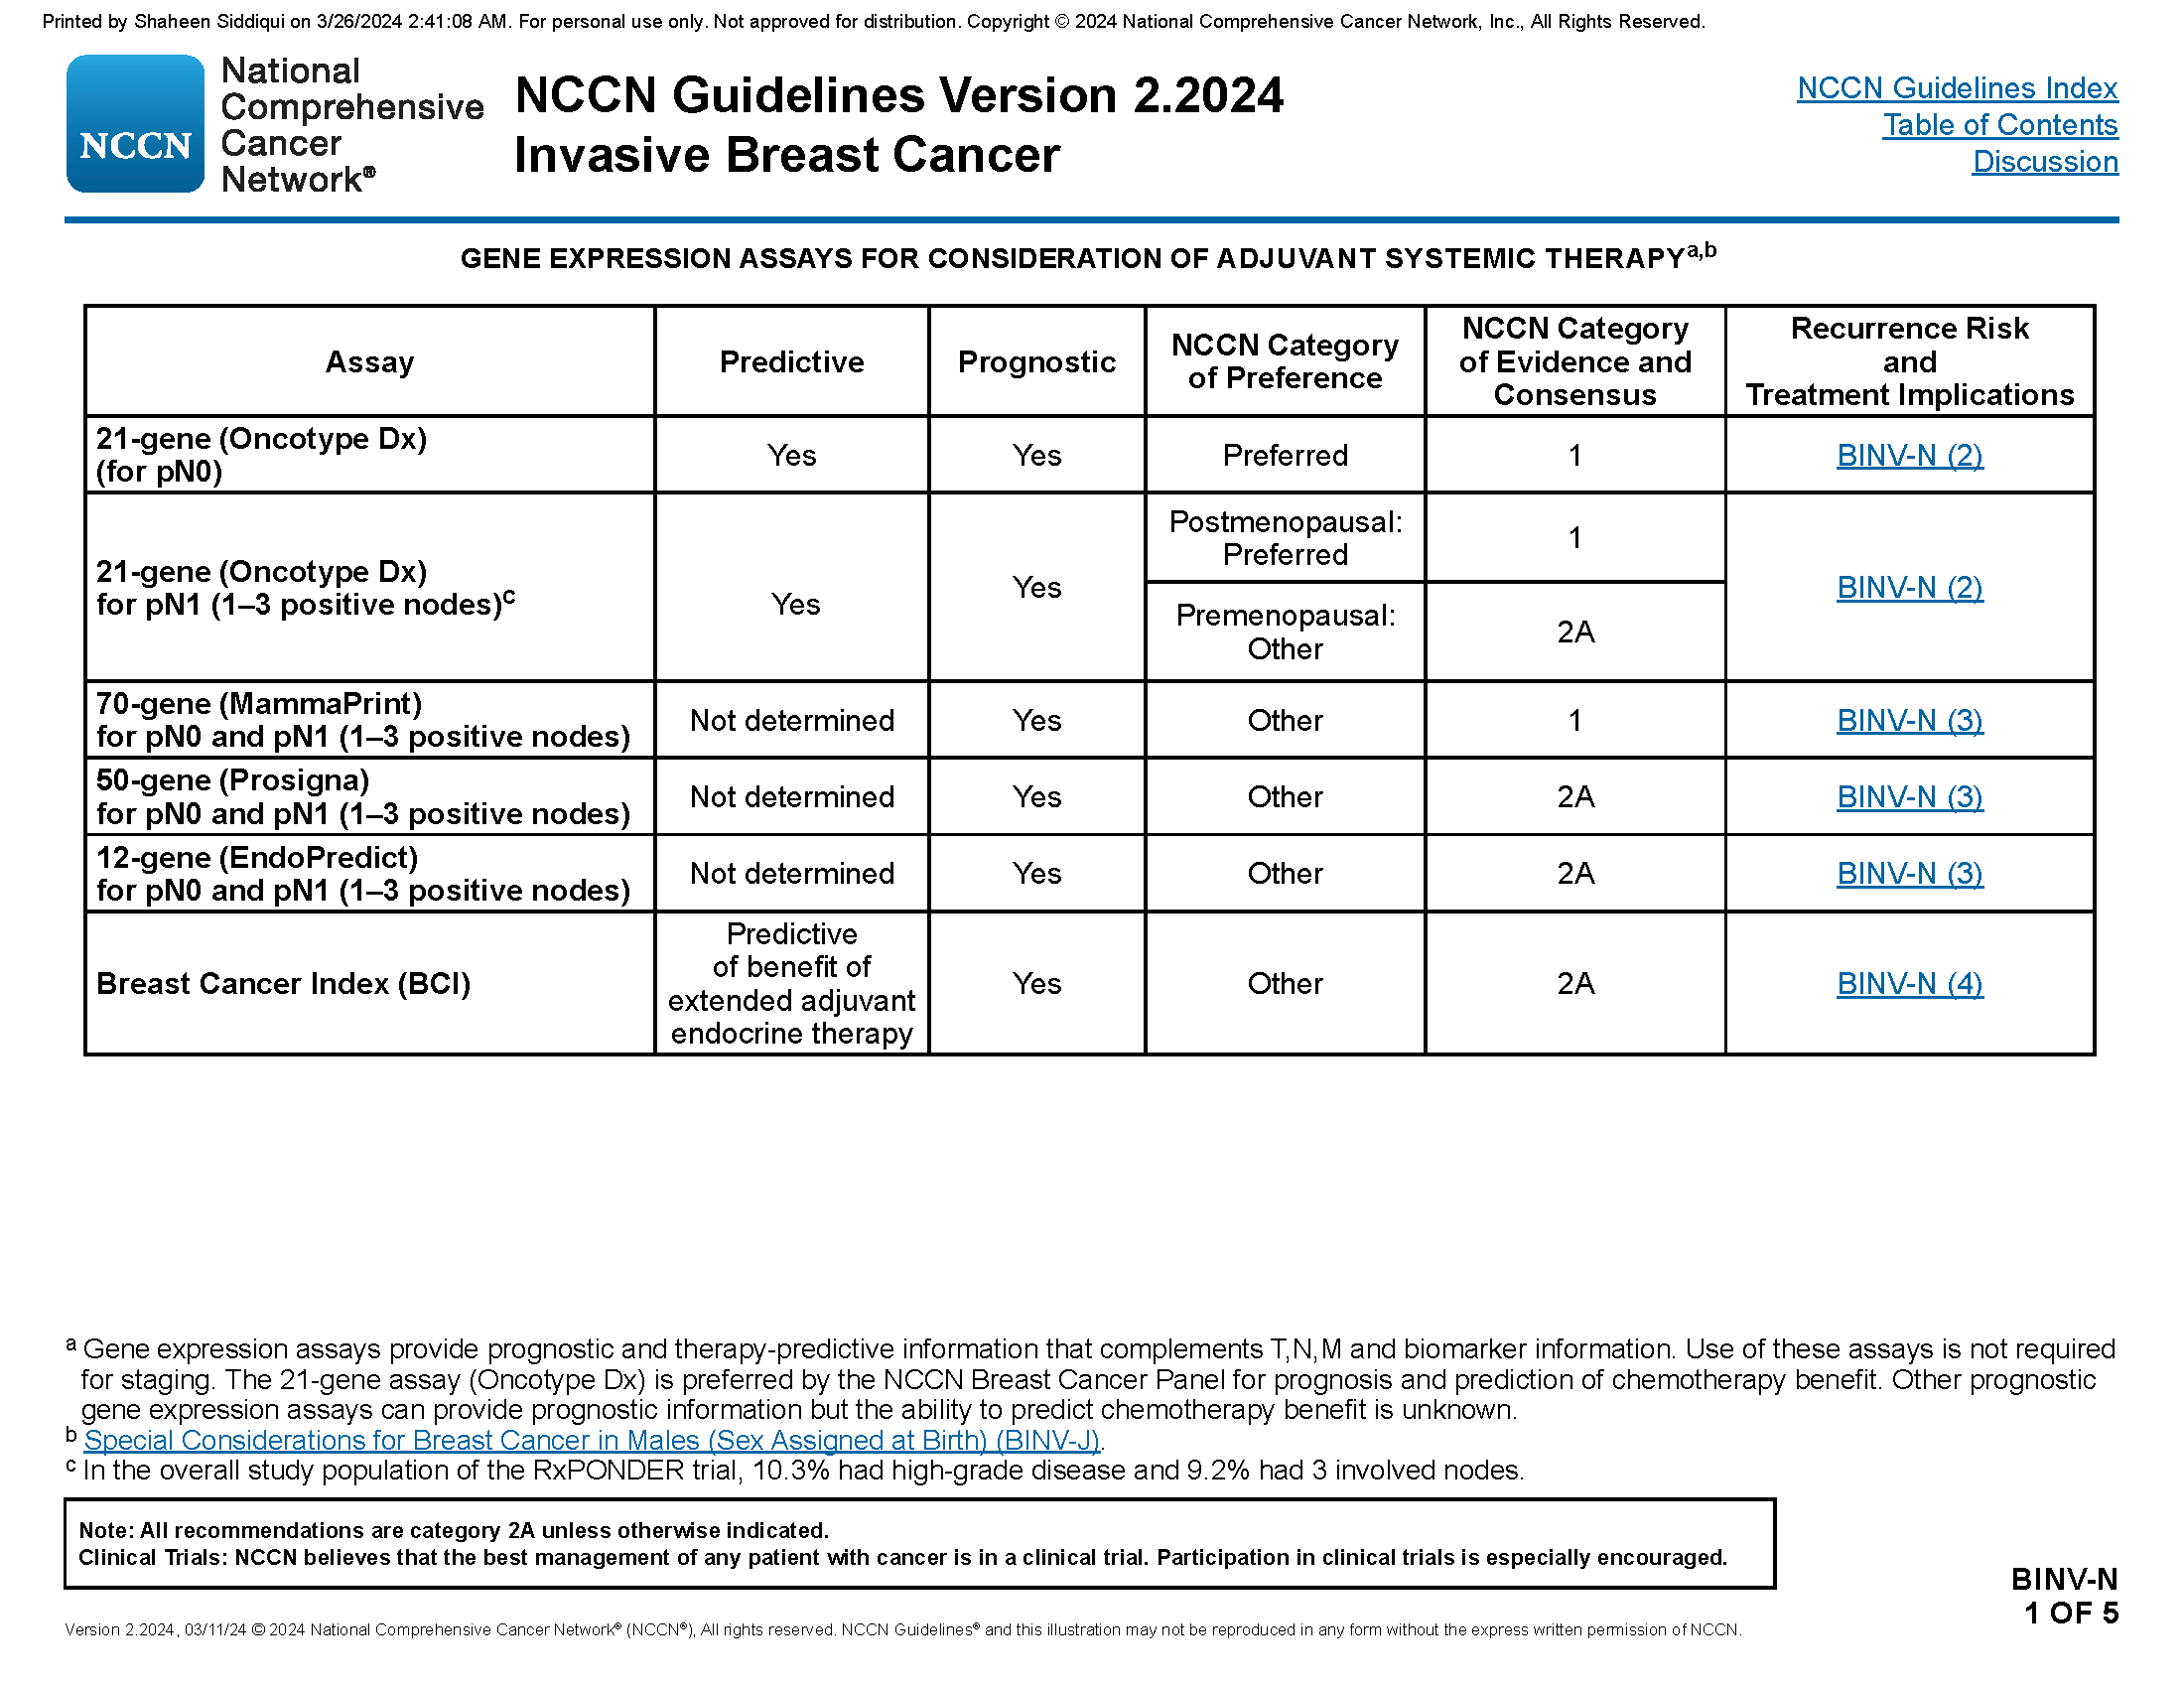 Printed by Shaheen Siddiqui on 3/26/2024 2:41:08 AM. For personal use only. Not approved for distribution. Copyright © 2024 National Comprehensive Cancer Network, Inc., All Rights Reserved.
NCCN
National
Comprehensive
Cancer
Network®
NCCN Guidelines Version 2.2024
Invasive Breast Cancer
NCCN Guidelines Index
Table of Contents
Discussion
GENE EXPRESSION ASSAYS FOR CONSIDERATION OF ADJUVANT SYSTEMIC THERAPYa,b
Assay
Predictive
Prognostic
NCCN Category
of Preference
NCCN Category
of Evidence and
Consensus
Recurrence Risk
and
Treatment Implications
21-gene (Oncotype Dx)
(for pN0)
Yes
Yes
Preferred
1
BINV-N (2)
21-gene (Oncotype Dx)
for pN1 (1–3 positive nodes)c
Yes
Yes
Postmenopausal:
Preferred
1
Premenopausal:
Other
2A
BINV-N (2)
70-gene (MammaPrint)
for pN0 and pN1 (1–3 positive nodes)
Not determined
Yes
Other
1
BINV-N (3)
50-gene (Prosigna)
for pN0 and pN1 (1–3 positive nodes)
Not determined
Yes
Other
2A
BINV-N (3)
12-gene (EndoPredict)
for pN0 and pN1 (1–3 positive nodes)
Not determined
Yes
Other
2A
BINV-N (3)
Breast Cancer Index (BCI)
Predictive
of benefit of
extended adjuvant
endocrine therapy
Yes
Other
2A
BINV-N (4)
a Gene expression assays provide prognostic and therapy-predictive information that complements T,N,M and biomarker information. Use of these assays is not required
for staging. The 21-gene assay (Oncotype Dx) is preferred by the NCCN Breast Cancer Panel for prognosis and prediction of chemotherapy benefit. Other prognostic
gene expression assays can provide prognostic information but the ability to predict chemotherapy benefit is unknown.
b Special Considerations for Breast Cancer in Males (Sex Assigned at Birth) (BINV-J).
c In the overall study population of the RxPONDER trial, 10.3% had high-grade disease and 9.2% had 3 involved nodes.
Note: All recommendations are category 2A unless otherwise indicated.
Clinical Trials: NCCN believes that the best management of any patient with cancer is in a clinical trial. Participation in clinical trials is especially encouraged.
BINV-N
1 OF 5
Version 2.2024, 03/11/24 © 2024 National Comprehensive Cancer Network® (NCCN®), All rights reserved. NCCN Guidelines® and this illustration may not be reproduced in any form without the express written permission of NCCN.